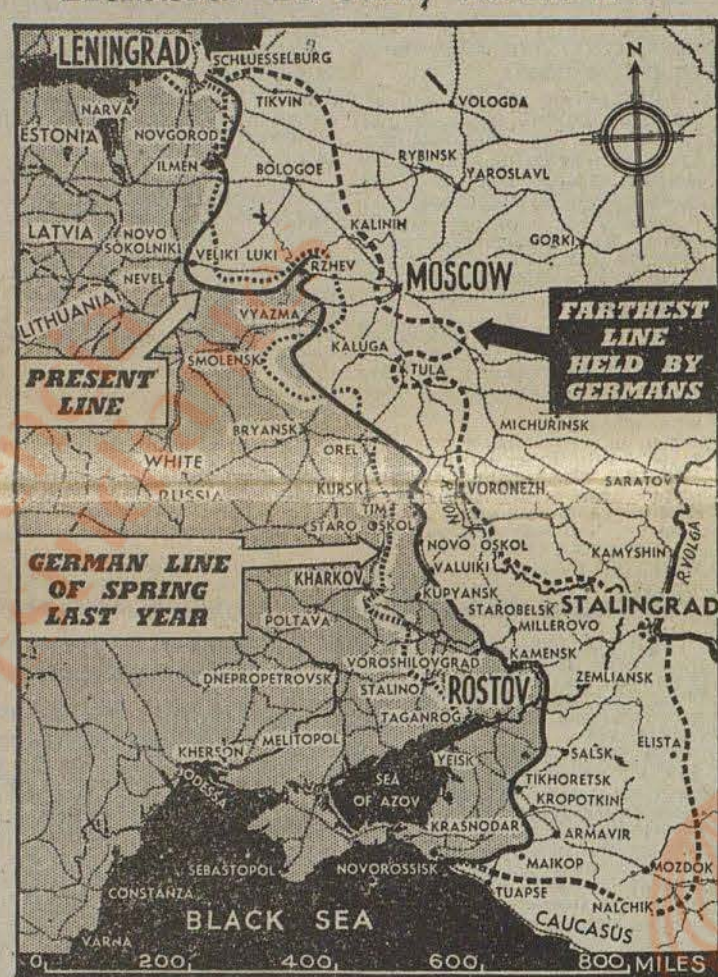 LENINGRAD
SCHLUESSELBURG
NARVA
TIKVIN
VOLOGDA
N
ESTONIA
NOVGOROD
ILMEN
BOLOGOE
RYBINSK
YAROSLAVL
LATVIA
NOVO
SOKOLNIKI
KALININ
GORKI
VELIKI LUKI
RZHEV
NEVEL
MOSCOW
LITHUANIA
VYAZMA
FARTHEST
LINE
HELD BY
GERMANS
SMOLENSK
KALUGA
TULA
PRESENT
LINE
BRYANSK
OREL
MICHURINSK
WHITE
RUSSIA
KURSK
TIM
R. DON
VORONEZH
SARATOV
STARO OSKOL
GERMAN LINE
OF SPRING
LAST YEAR
NOVO OSKOL
KAMYSHIN
R. VOLGA
VALUIKI
KHARKOV
KUPYANSK
STAROBELSK
STALINGRAD
POLTAVA
MILLEROVO
VOROSHILOVGRAD
KAMENSK
DNEPROPETROVSK
STALINO
ROSTOV
ZEMLIANSK
TAGANROG
KHERSON
MELITOPOL
ODESSA
YEISK
SALSK
ELISTA
SEA
OF AZOV
TIKHORETSK
KROPOTKIN
KRASNODAR
ARMAVIR
SEBASTOPOL
NOVOROSSISK
MAIKOP
MOZDOK
CONSTANZA
TUAPSE
NALCHIK
BLACK SEA
CAUCASUS
VARNA
0 200 400 600 800 MILES